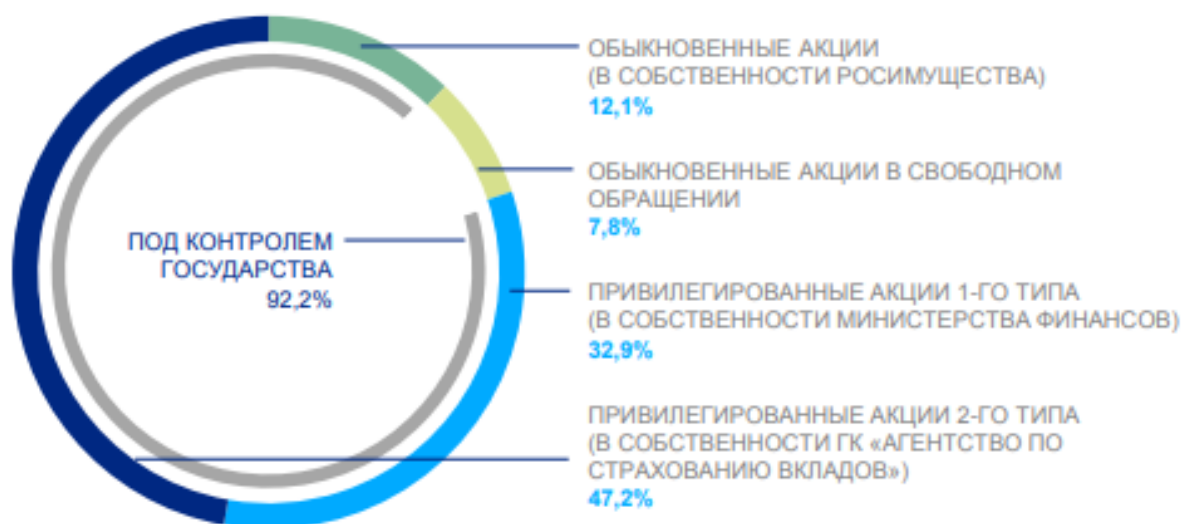 ОБЫКНОВЕННЫЕ АКЦИИ
(В СОБСТВЕННОСТИ РОСИМУЩЕСТВА)
12,1%
ОБЫКНОВЕННЫЕ АКЦИИ В СВОБОДНОМ
ОБРАЩЕНИИ
7,8%
ПОД КОНТРОЛЕМ
ГОСУДАРСТВА
92,2%
ПРИВИЛЕГИРОВАННЫЕ АКЦИИ 1-ГО ТИПА
(В СОБСТВЕННОСТИ МИНИСТЕРСТВА ФИНАНСОВ)
32,9%
ПРИВИЛЕГИРОВАННЫЕ АКЦИИ 2-ГО ТИПА
(В СОБСТВЕННОСТИ ГК «АГЕНТСТВО ПО
СТРАХОВАНИЮ ВКЛАДОВ»)
47,2%